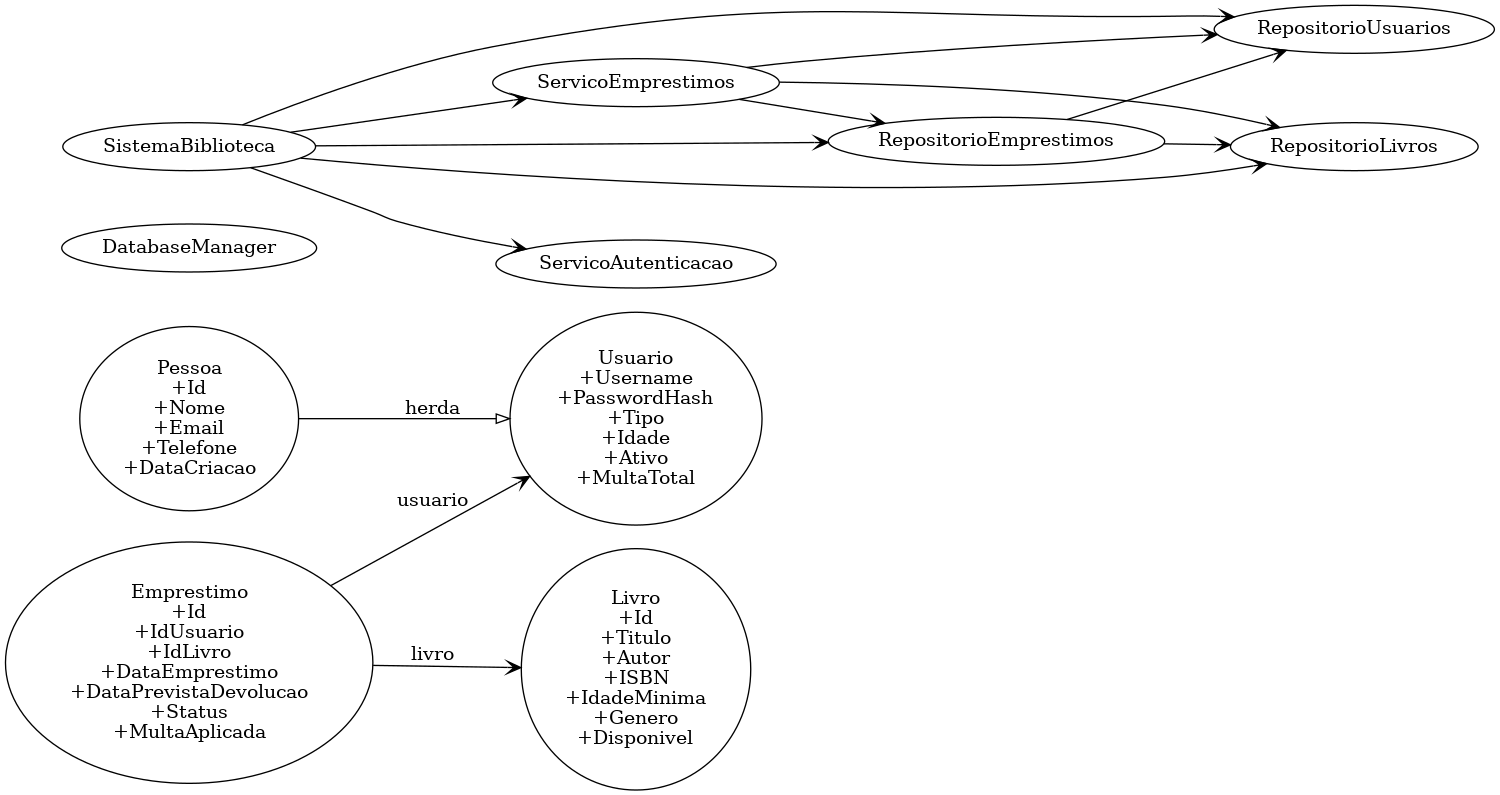 RepositorioUsuarios
ServicoEmprestimos
RepositorioEmprestimos
SistemaBiblioteca
RepositorioLivros
DatabaseManager
ServicoAutenticacao
Pessoa
+Id
+Nome
+Email
+Telefone
+DataCriacao
herda
Usuario
+Username
+PasswordHash
+Tipo
+Idade
+Ativo
+MultaTotal
usuario
Emprestimo
+Id
+IdUsuario
+IdLivro
+DataEmprestimo
+DataPrevistaDevolucao
+Status
+MultaAplicada
livro
Livro
+Id
+Titulo
+Autor
+ISBN
+IdadeMinima
+Genero
+Disponivel